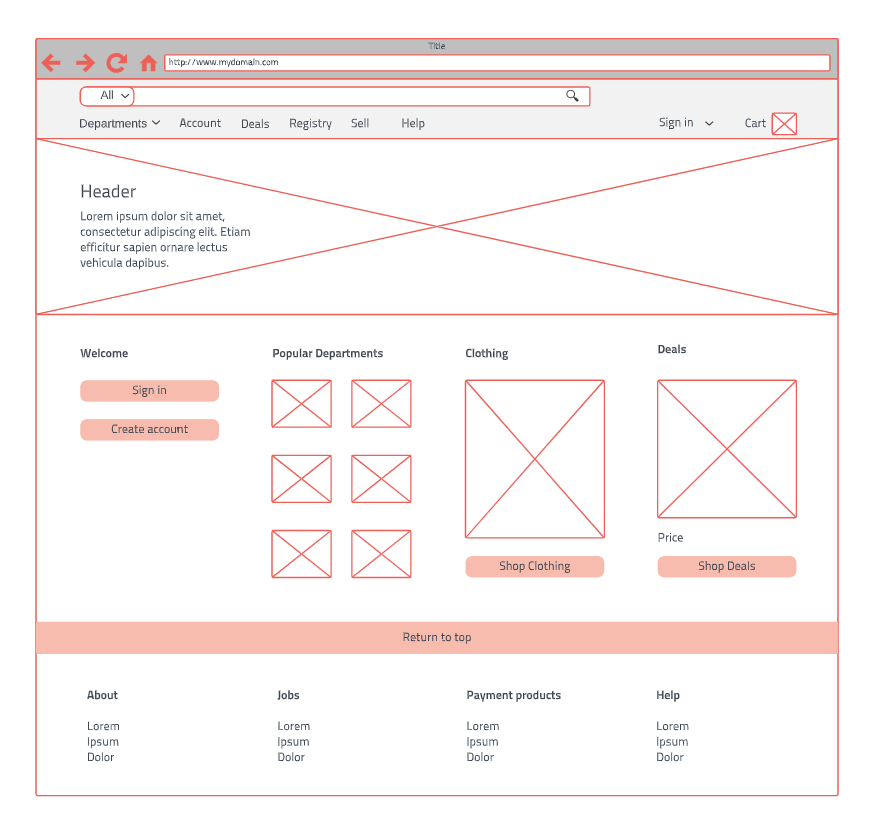 Title
http://www.mydomain.com
All
Departments Account Deals Registry Sell Help Sign in Cart
Header
Lorem ipsum dolor sit amet,
consectetur adipiscing elit. Etiam
efficitur sapien ornare lectus
vehicula dapibus.
Welcome
Sign in
Create account
Popular Departments
Clothing
Shop Clothing
Deals
Price
Shop Deals
Return to top
About
Lorem
Ipsum
Dolor
Jobs
Lorem
Ipsum
Dolor
Payment products
Lorem
Ipsum
Dolor
Help
Lorem
Ipsum
Dolor